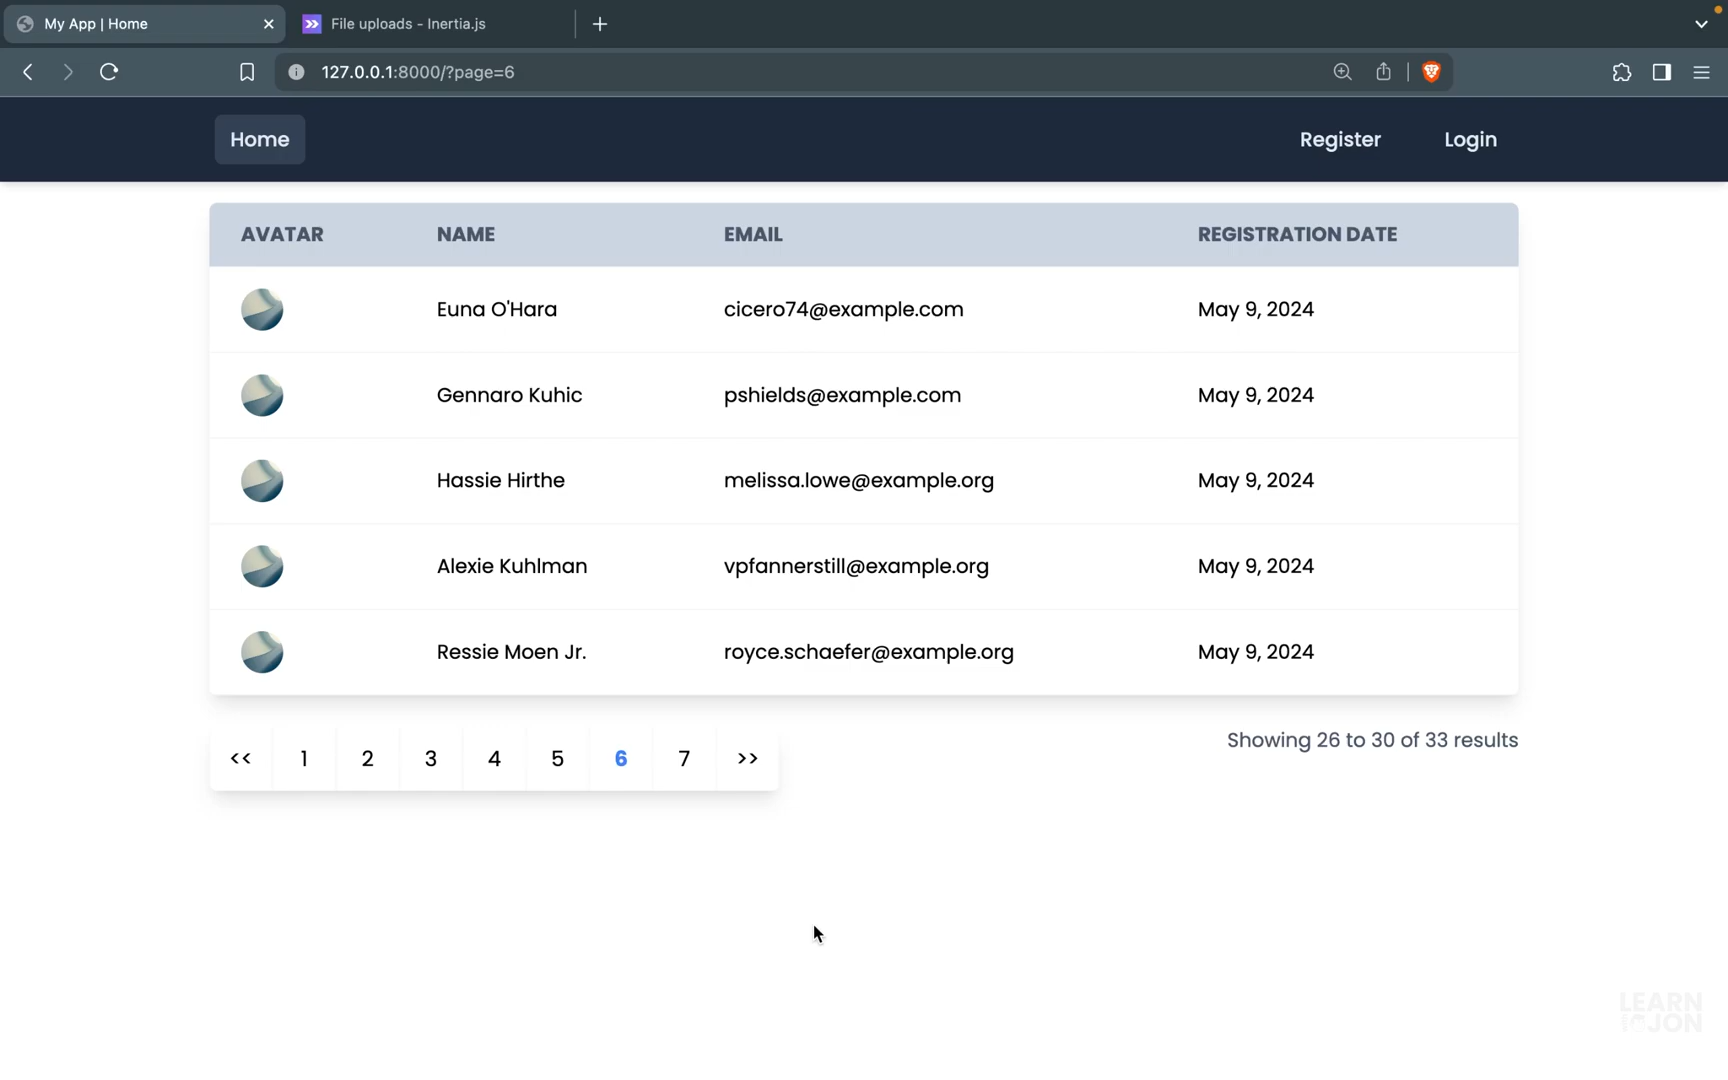 My App | Home
File uploads - Inertia.js
127.0.0.1:8000/?page=6
Home
Register
Login
AVATAR NAME EMAIL REGISTRATION DATE
Euna O'Hara cicero74@example.com May 9, 2024
Gennaro Kuhic pshields@example.com May 9, 2024
Hassie Hirthe melissa.lowe@example.org May 9, 2024
Alexie Kuhlman vpfannerstill@example.org May 9, 2024
Ressie Moen Jr. royce.schaefer@example.org May 9, 2024
<< 1 2 3 4 5 6 7 >>
Showing 26 to 30 of 33 results
LEARN
JON